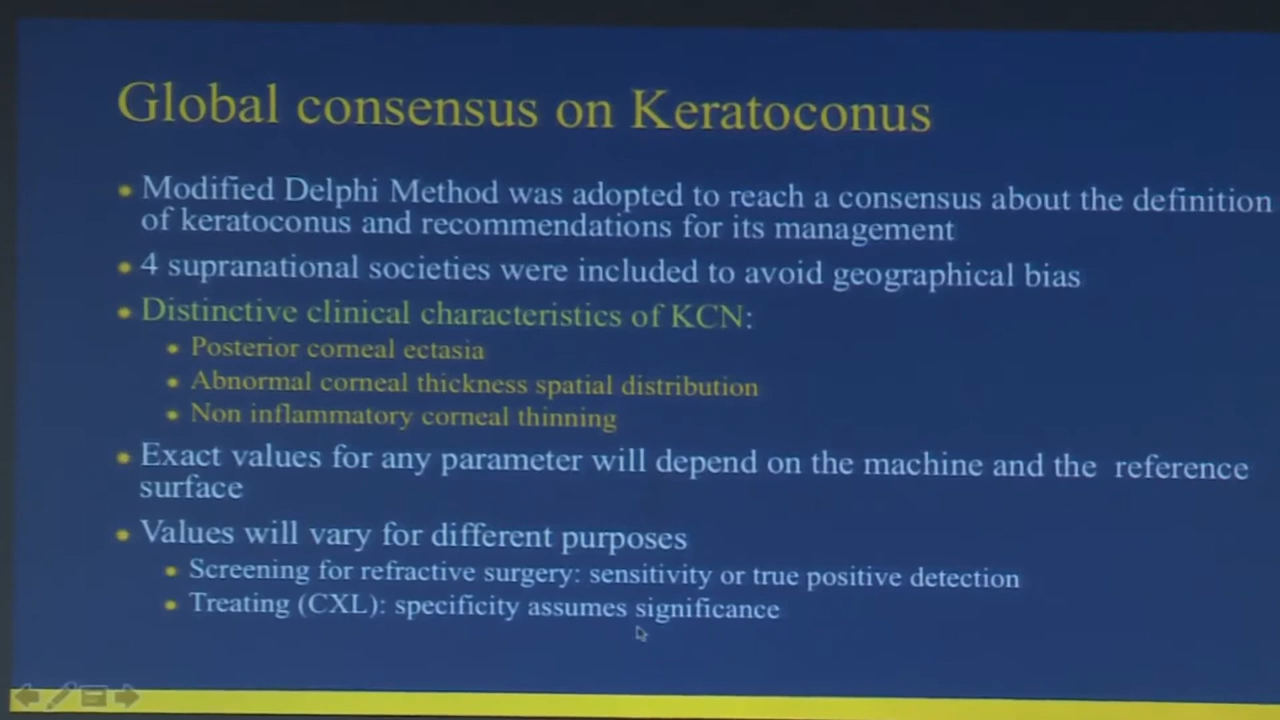 Global consensus on Keratoconus
Modified Delphi Method was adopted to reach a consensus about the definition
of keratoconus and recommendations for its management
4 supranational societies were included to avoid geographical bias
Distinctive clinical characteristics of KCN:
Posterior corneal ectasia
Abnormal corneal thickness spatial distribution
Non inflammatory corneal thinning
Exact values for any parameter will depend on the machine and the reference
surface
Values will vary for different purposes
Screening for refractive surgery: sensitivity or true positive detection
Treating (CXL): specificity assumes significance